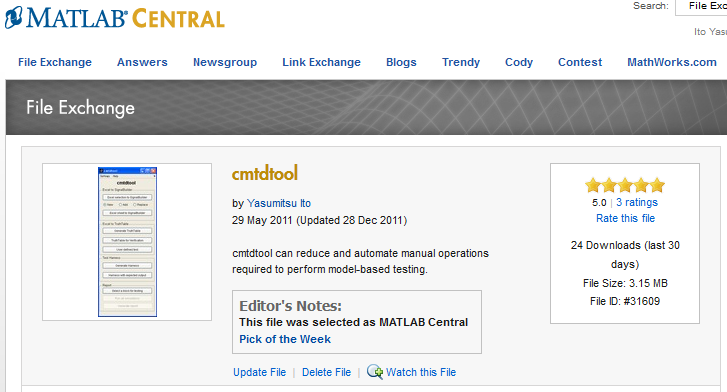 MATLAB CENTRAL
Search: File Exc
Ito Yasu
File Exchange Answers Newsgroup Link Exchange Blogs Trendy Cody Contest MathWorks.com
File Exchange
cmtdtool
by Yasumitsu Ito
29 May 2011 (Updated 28 Dec 2011)
cmtdtool can reduce and automate manual operations
required to perform model-based testing.
Editor's Notes:
This file was selected as MATLAB Central
Pick of the Week
Update File | Delete File | Watch this File
5.0 | 3 ratings
Rate this file
24 Downloads (last 30
days)
File Size: 3.15 MB
File ID: #31609
cmtdtool